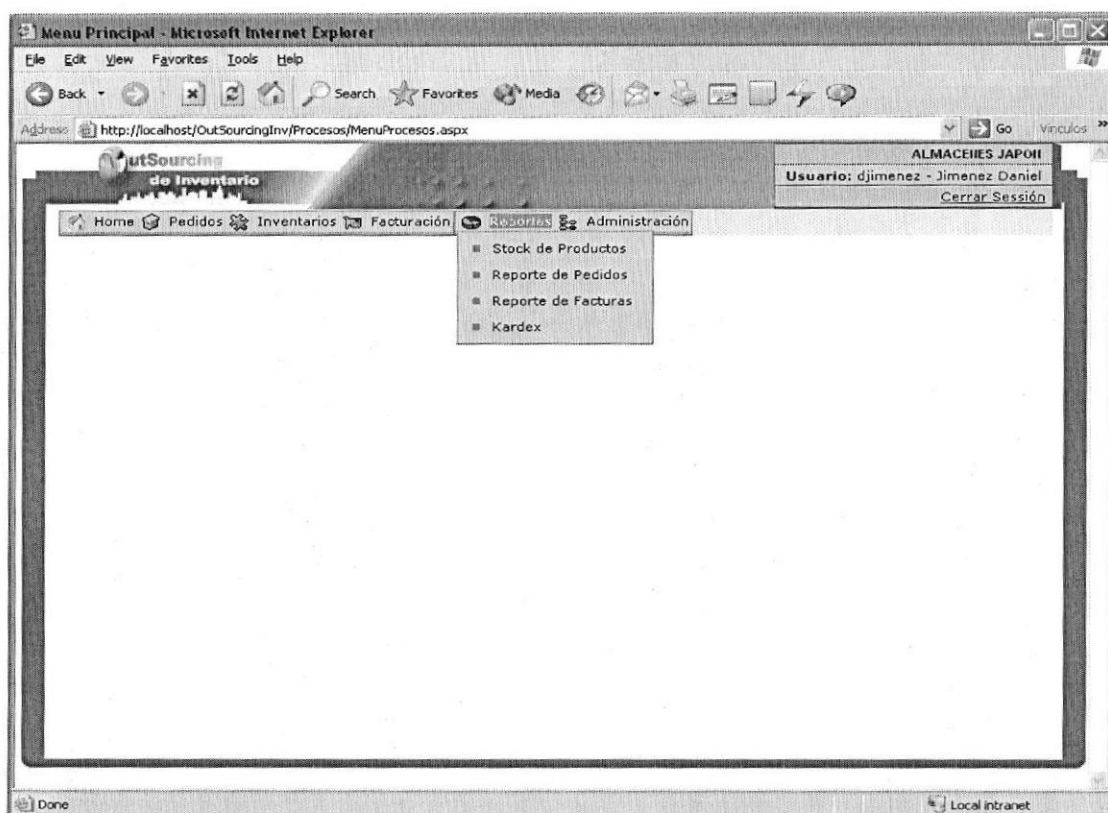 Menu Principal - Microsoft Internet Explorer
File Edit View Favorites Tools Help
Back Search Favorites Media
Address http://localhost/OutSourcingInv/Procesos/MenuProcesos.aspx Go Vinculos »
OutSourcing
de Inventario
ALMACENES JAPON
Usuario: djimenez - Jimenez Daniel
Cerrar Sessión
Home Pedidos Inventarios Facturación Reportes Administración
Stock de Productos
Reporte de Pedidos
Reporte de Facturas
Kardex
Done Local intranet